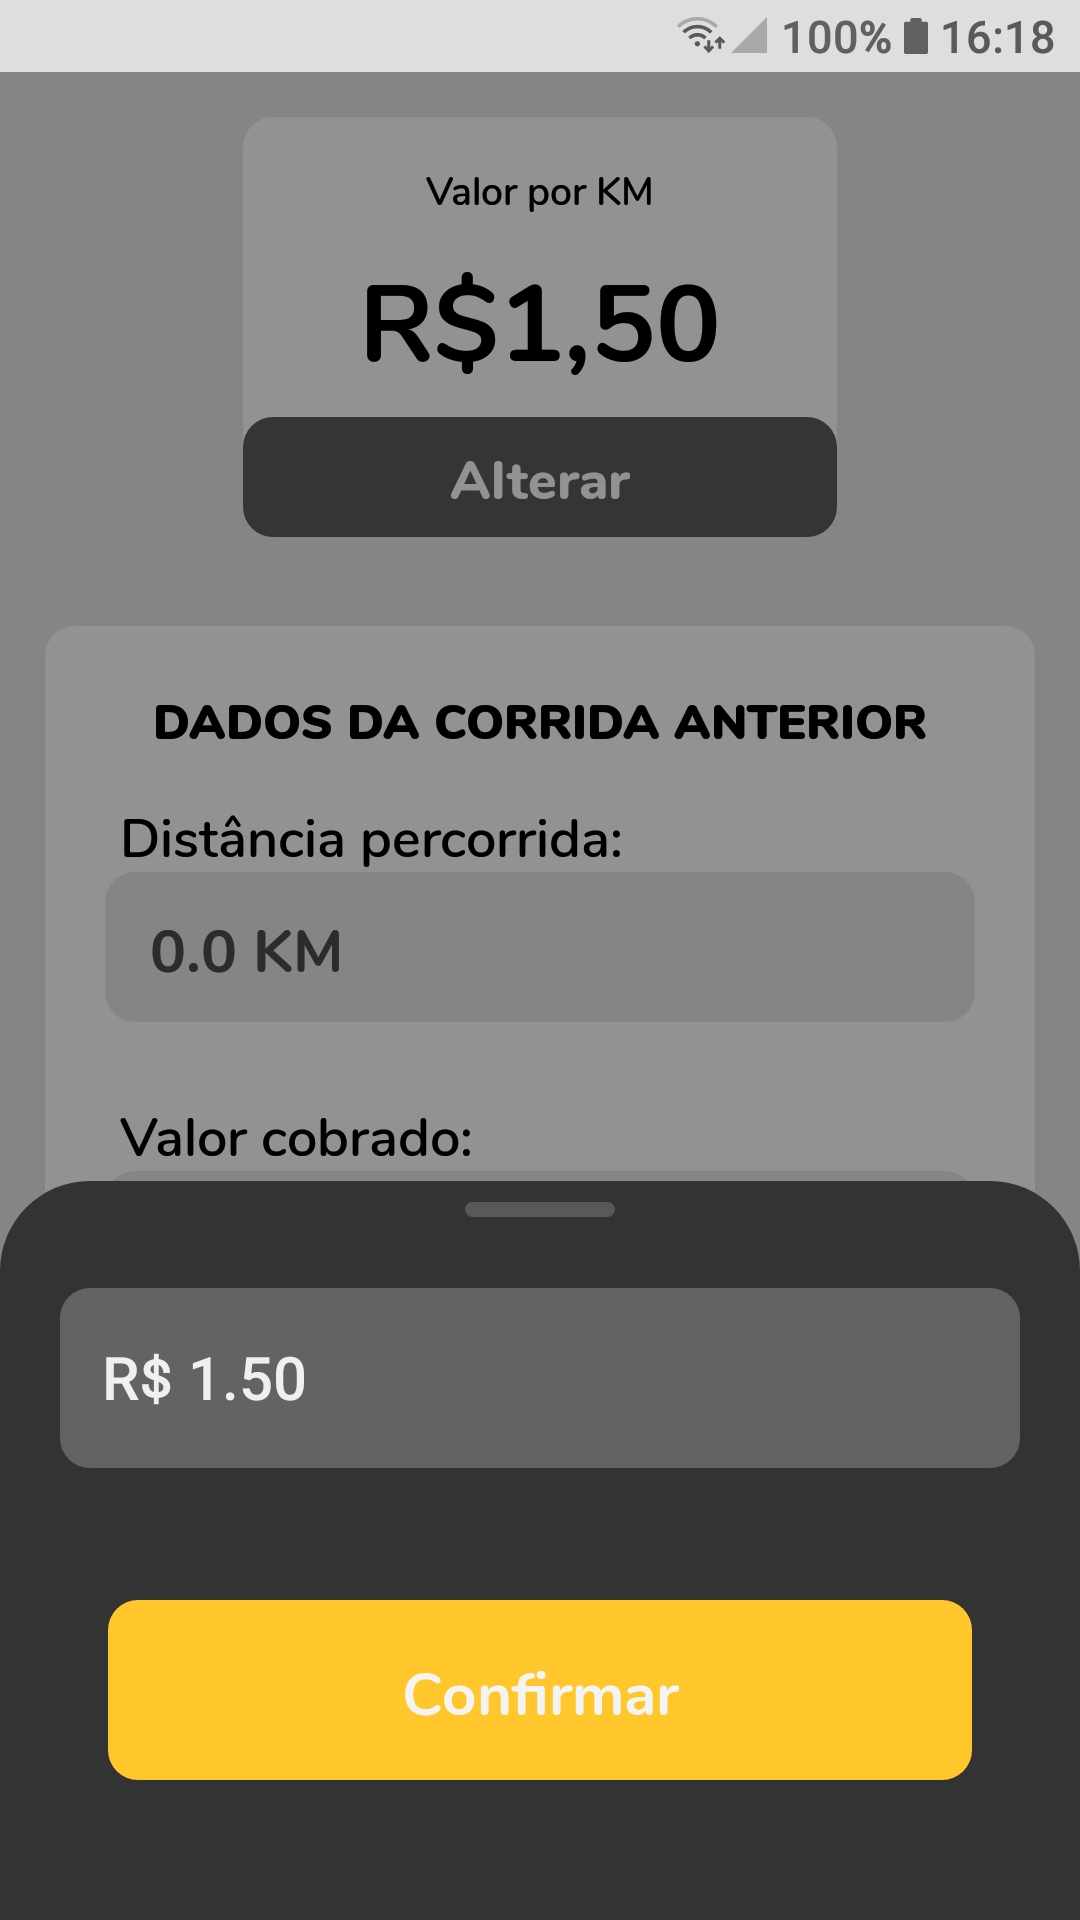 100% 16:18
Valor por KM
R$1,50
Alterar
DADOS DA CORRIDA ANTERIOR
Distância percorrida:
0.0 KM
Valor cobrado:
R$ 1.50
Confirmar